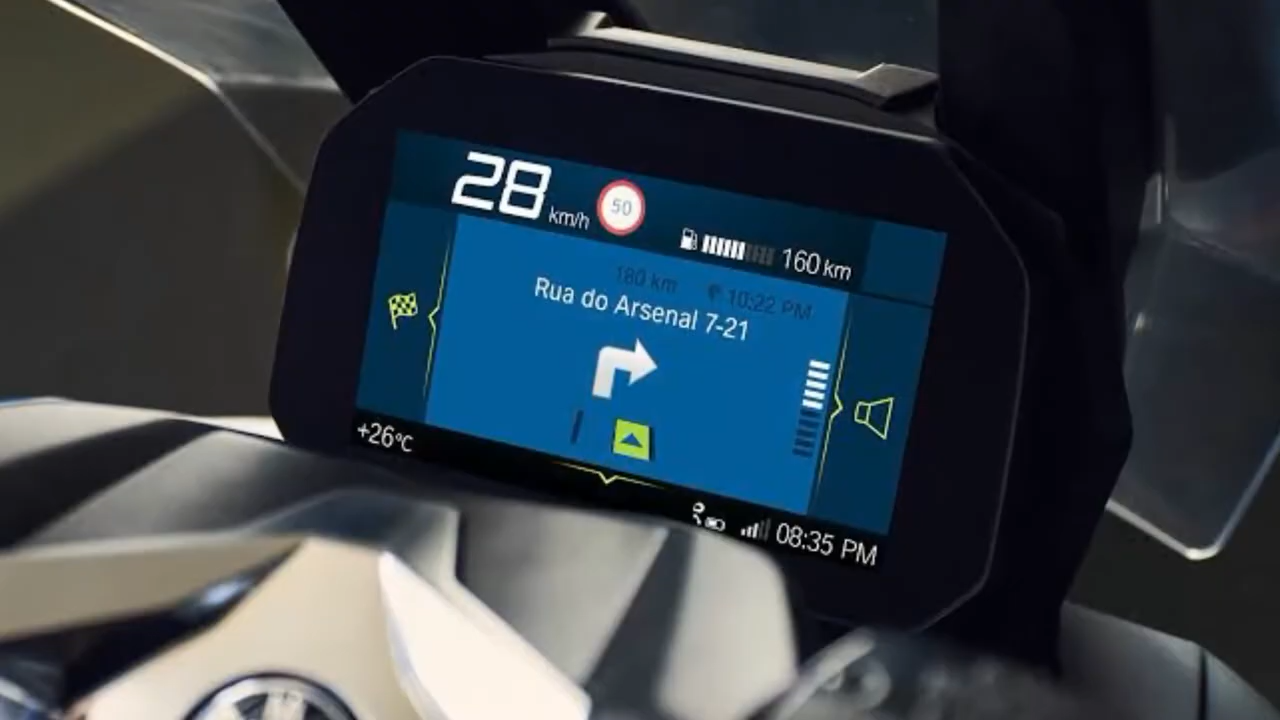 28 km/h 50 160 km
180 km 10:22 PM
Rua do Arsenal 7-21
+26°C
08:35 PM